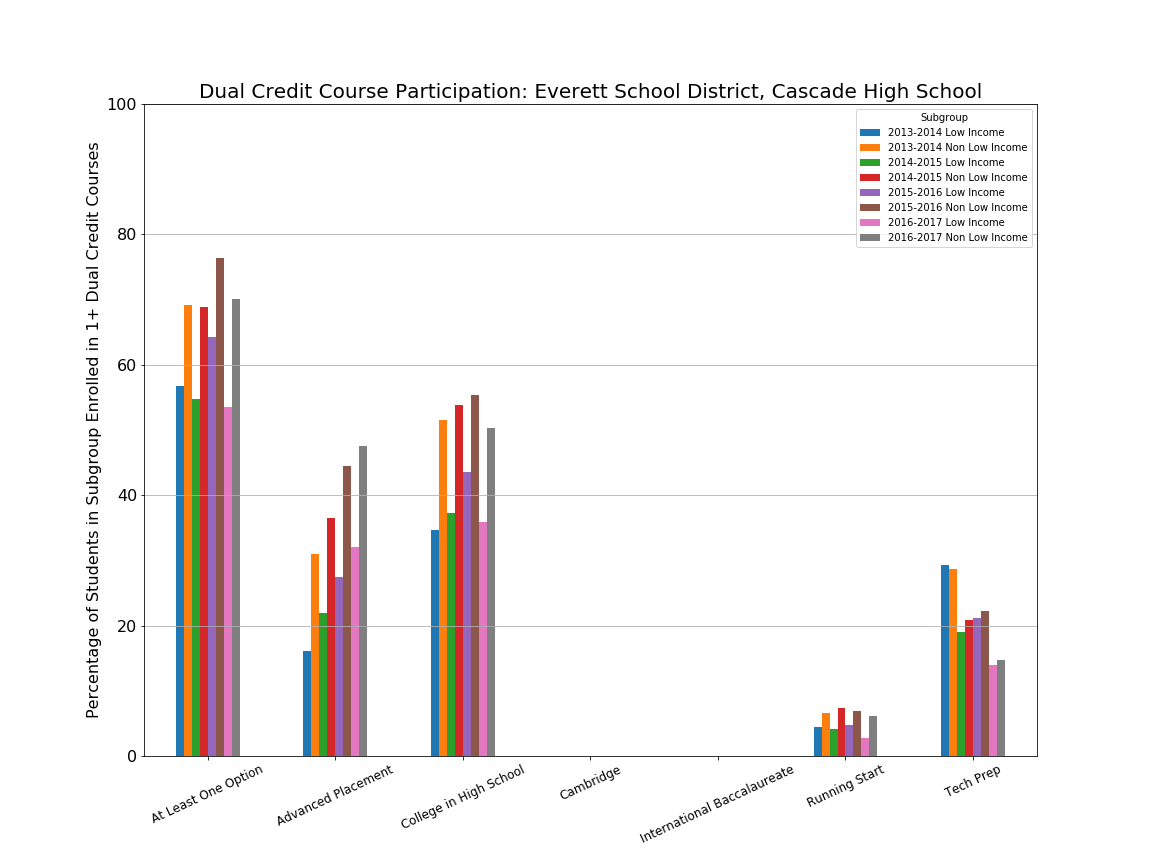 Dual Credit Course Participation: Everett School District, Cascade High School
Percentage of Students in Subgroup Enrolled in 1+ Dual Credit Courses
100
80
60
40
20
0
Subgroup
2013-2014 Low Income
2013-2014 Non Low Income
2014-2015 Low Income
2014-2015 Non Low Income
2015-2016 Low Income
2015-2016 Non Low Income
2016-2017 Low Income
2016-2017 Non Low Income
At Least One Option
Advanced Placement
College in High School
Cambridge
International Baccalaureate
Running Start
Tech Prep